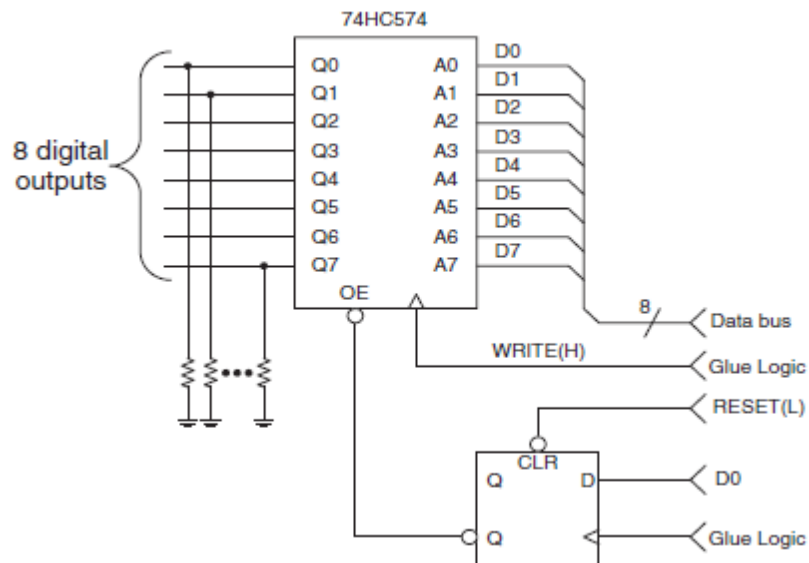 74HC574
D0
Q0 A0
D1
Q1 A1
D2
Q2 A2
D3
8 digital
outputs
Q3 A3
D4
Q4 A4
D5
Q5 A5
D6
Q6 A6
D7
Q7 A7
OE
8
Data bus
WRITE(H)
Glue Logic
RESET(L)
CLR
Q D
D0
Q
Glue Logic